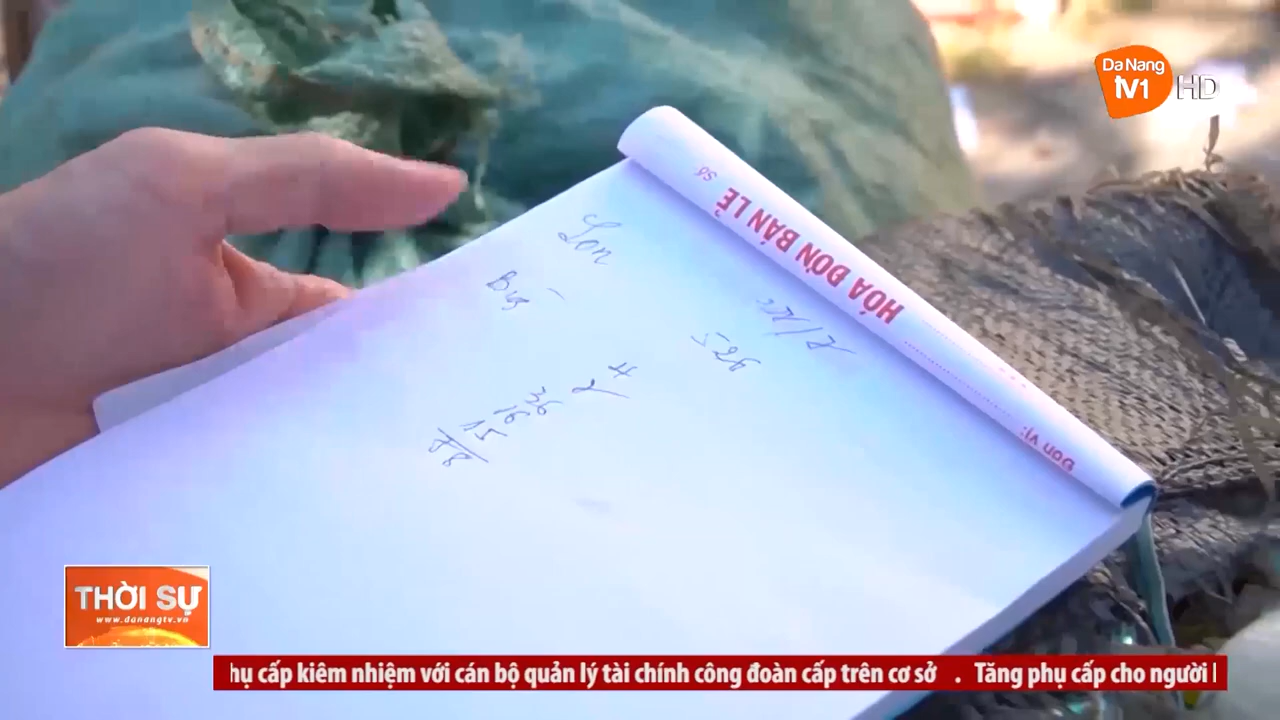 Da Nang
TV1 HD
Số
HÓA ĐƠN BÁN LẺ
Đơn vị:
Lon
925
THỜI SỰ
www.danangtv.vn
hụ cấp kiêm nhiệm với cán bộ quản lý tài chính công đoàn cấp trên cơ sở . Tăng phụ cấp cho người